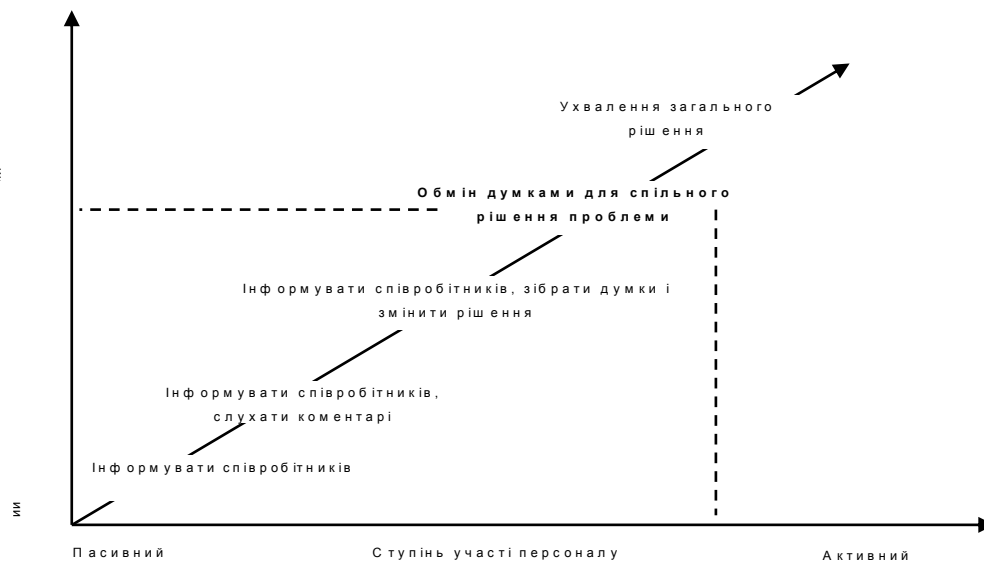 Ухвалення загального
рішення
Обмін думками для спільного
рішення проблеми
Інформувати співробітників, зібрати думки і
змінити рішення
Інформувати співробітників,
слухати коментарі
Інформувати співробітників
Пасивний
Ступінь участі персоналу
Активний